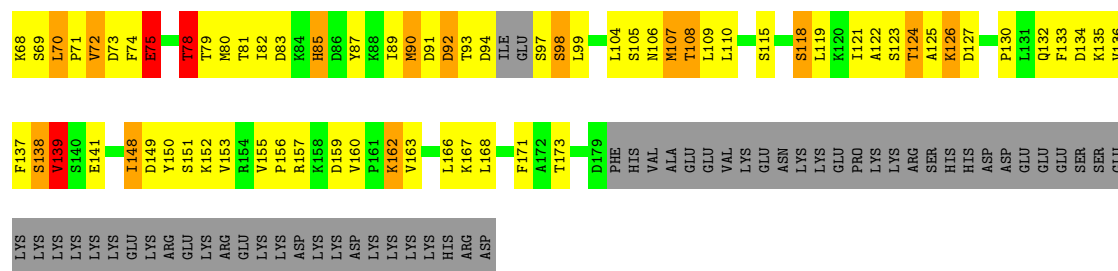 K68 S69 L70 P71 V72 D73 F74 E75 T78 T79 M80 T81 I82 D83 K84 H85 D86 Y87 K88 I89 M90 D91 D92 T93 D94 ILE GLU S97 S98 L99 L104 S105 N106 M107 T108 L109 L110 S115 S118 L119 K120 I121 A122 S123 T124 A125 K126 D127 P130 L131 Q132 F133 D134 K135 V136
F137 S138 V139 S140 E141 I148 D149 Y150 S151 K152 V153 R154 V155 P156 R157 K158 D159 V160 P161 K162 V163 L166 K167 L168 F171 A172 T173 D179 PHE HIS VAL ALA GLU GLU VAL LYS GLU ASN LYS LYS GLU PRO LYS LYS ARG SER HIS HIS ASP ASP GLU GLU GLU SER SER GLU
LYS LYS LYS LYS LYS LYS GLU LYS ARG GLU LYS ARG GLU LYS LYS ASP LYS LYS ASP LYS LYS LYS LYS HIS ARG ASP